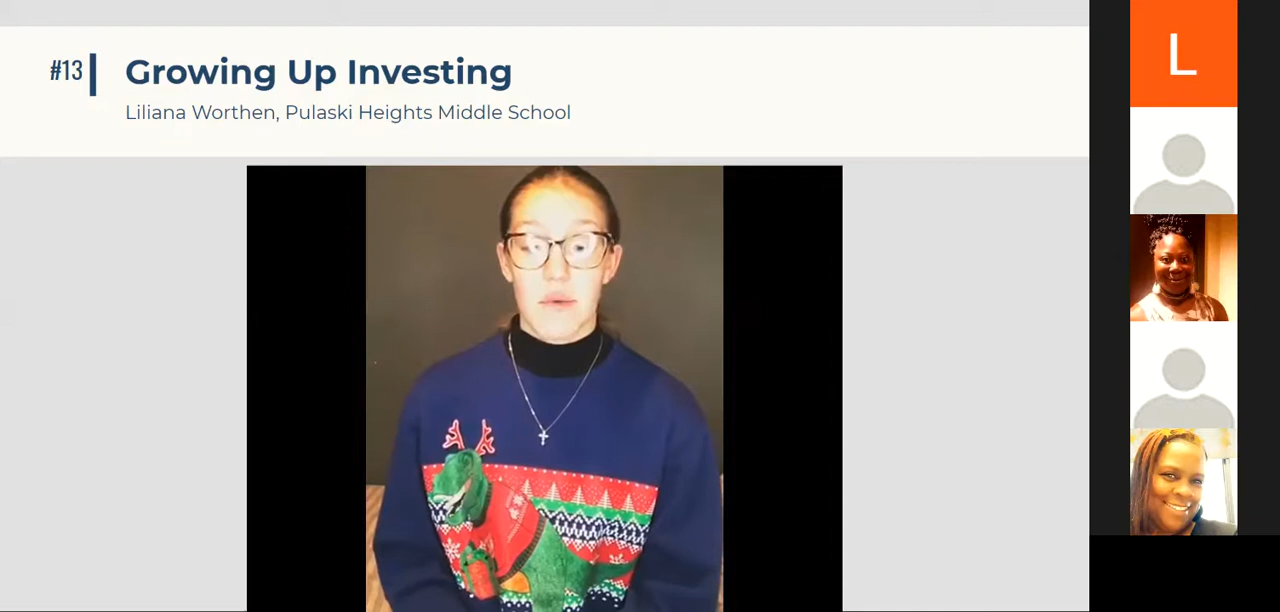 #13
Growing Up Investing
Liliana Worthen, Pulaski Heights Middle School
L